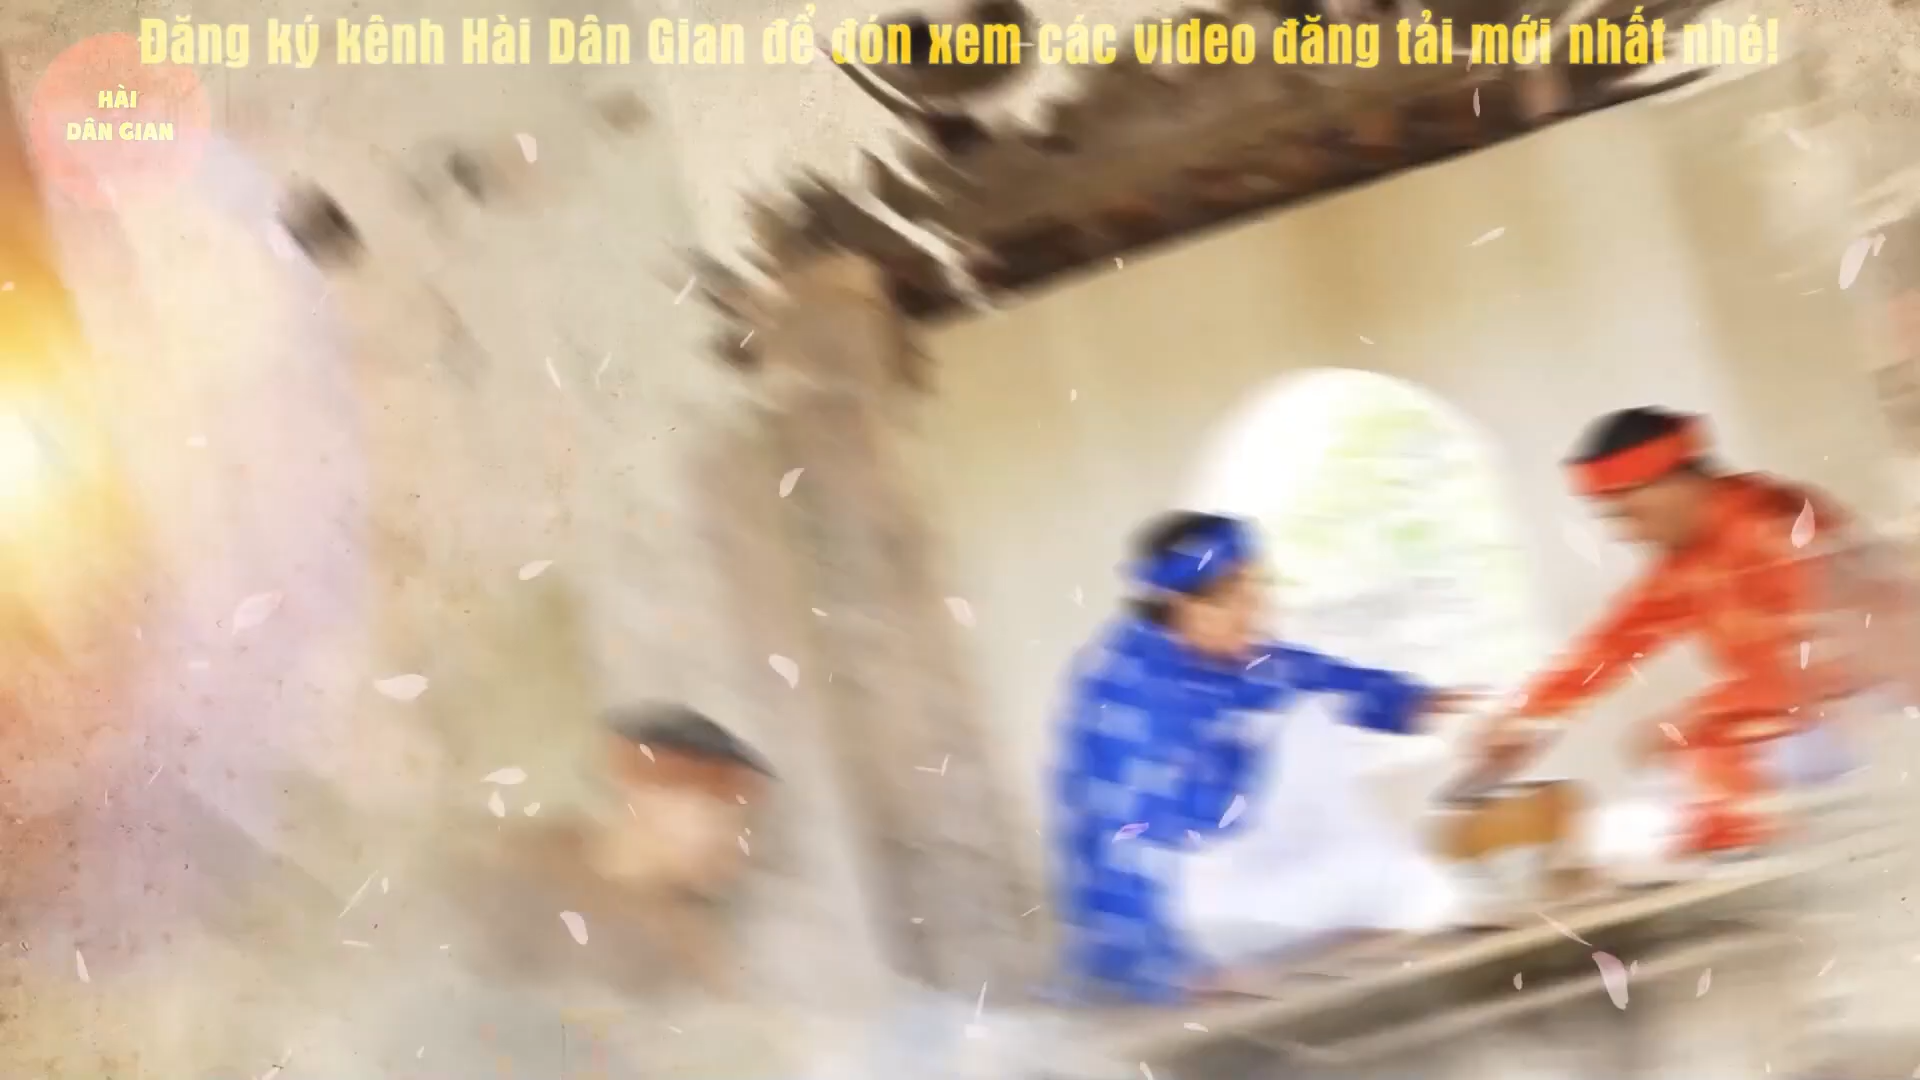 Đăng ký kênh Hài Dân Gian để đón xem các video đăng tải mới nhất nhé!
HÀI
DÂN GIAN